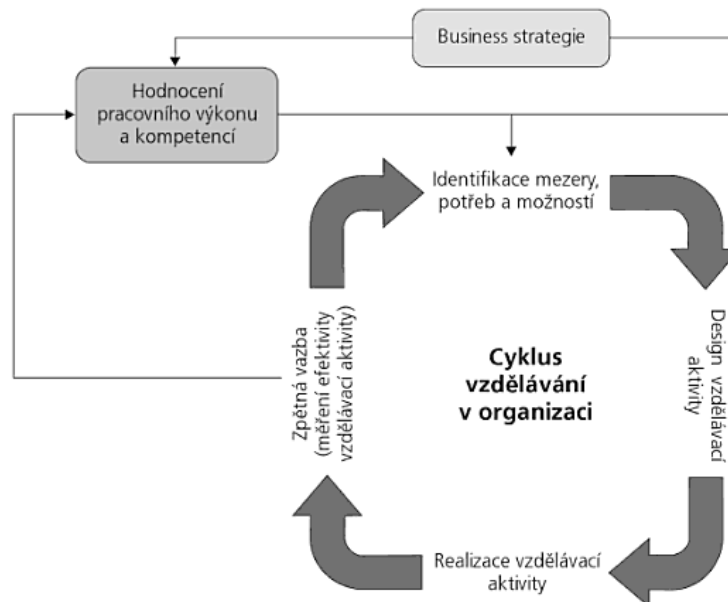 Business strategie
Hodnocení
pracovního výkonu
a kompetencí
Identifikace mezery,
potřeb a možností
Design vzdělávací
aktivity
Cyklus
vzdělávání
v organizaci
Zpětná vazba
(měření efektivity
vzdělávací aktivity)
Realizace vzdělávací
aktivity